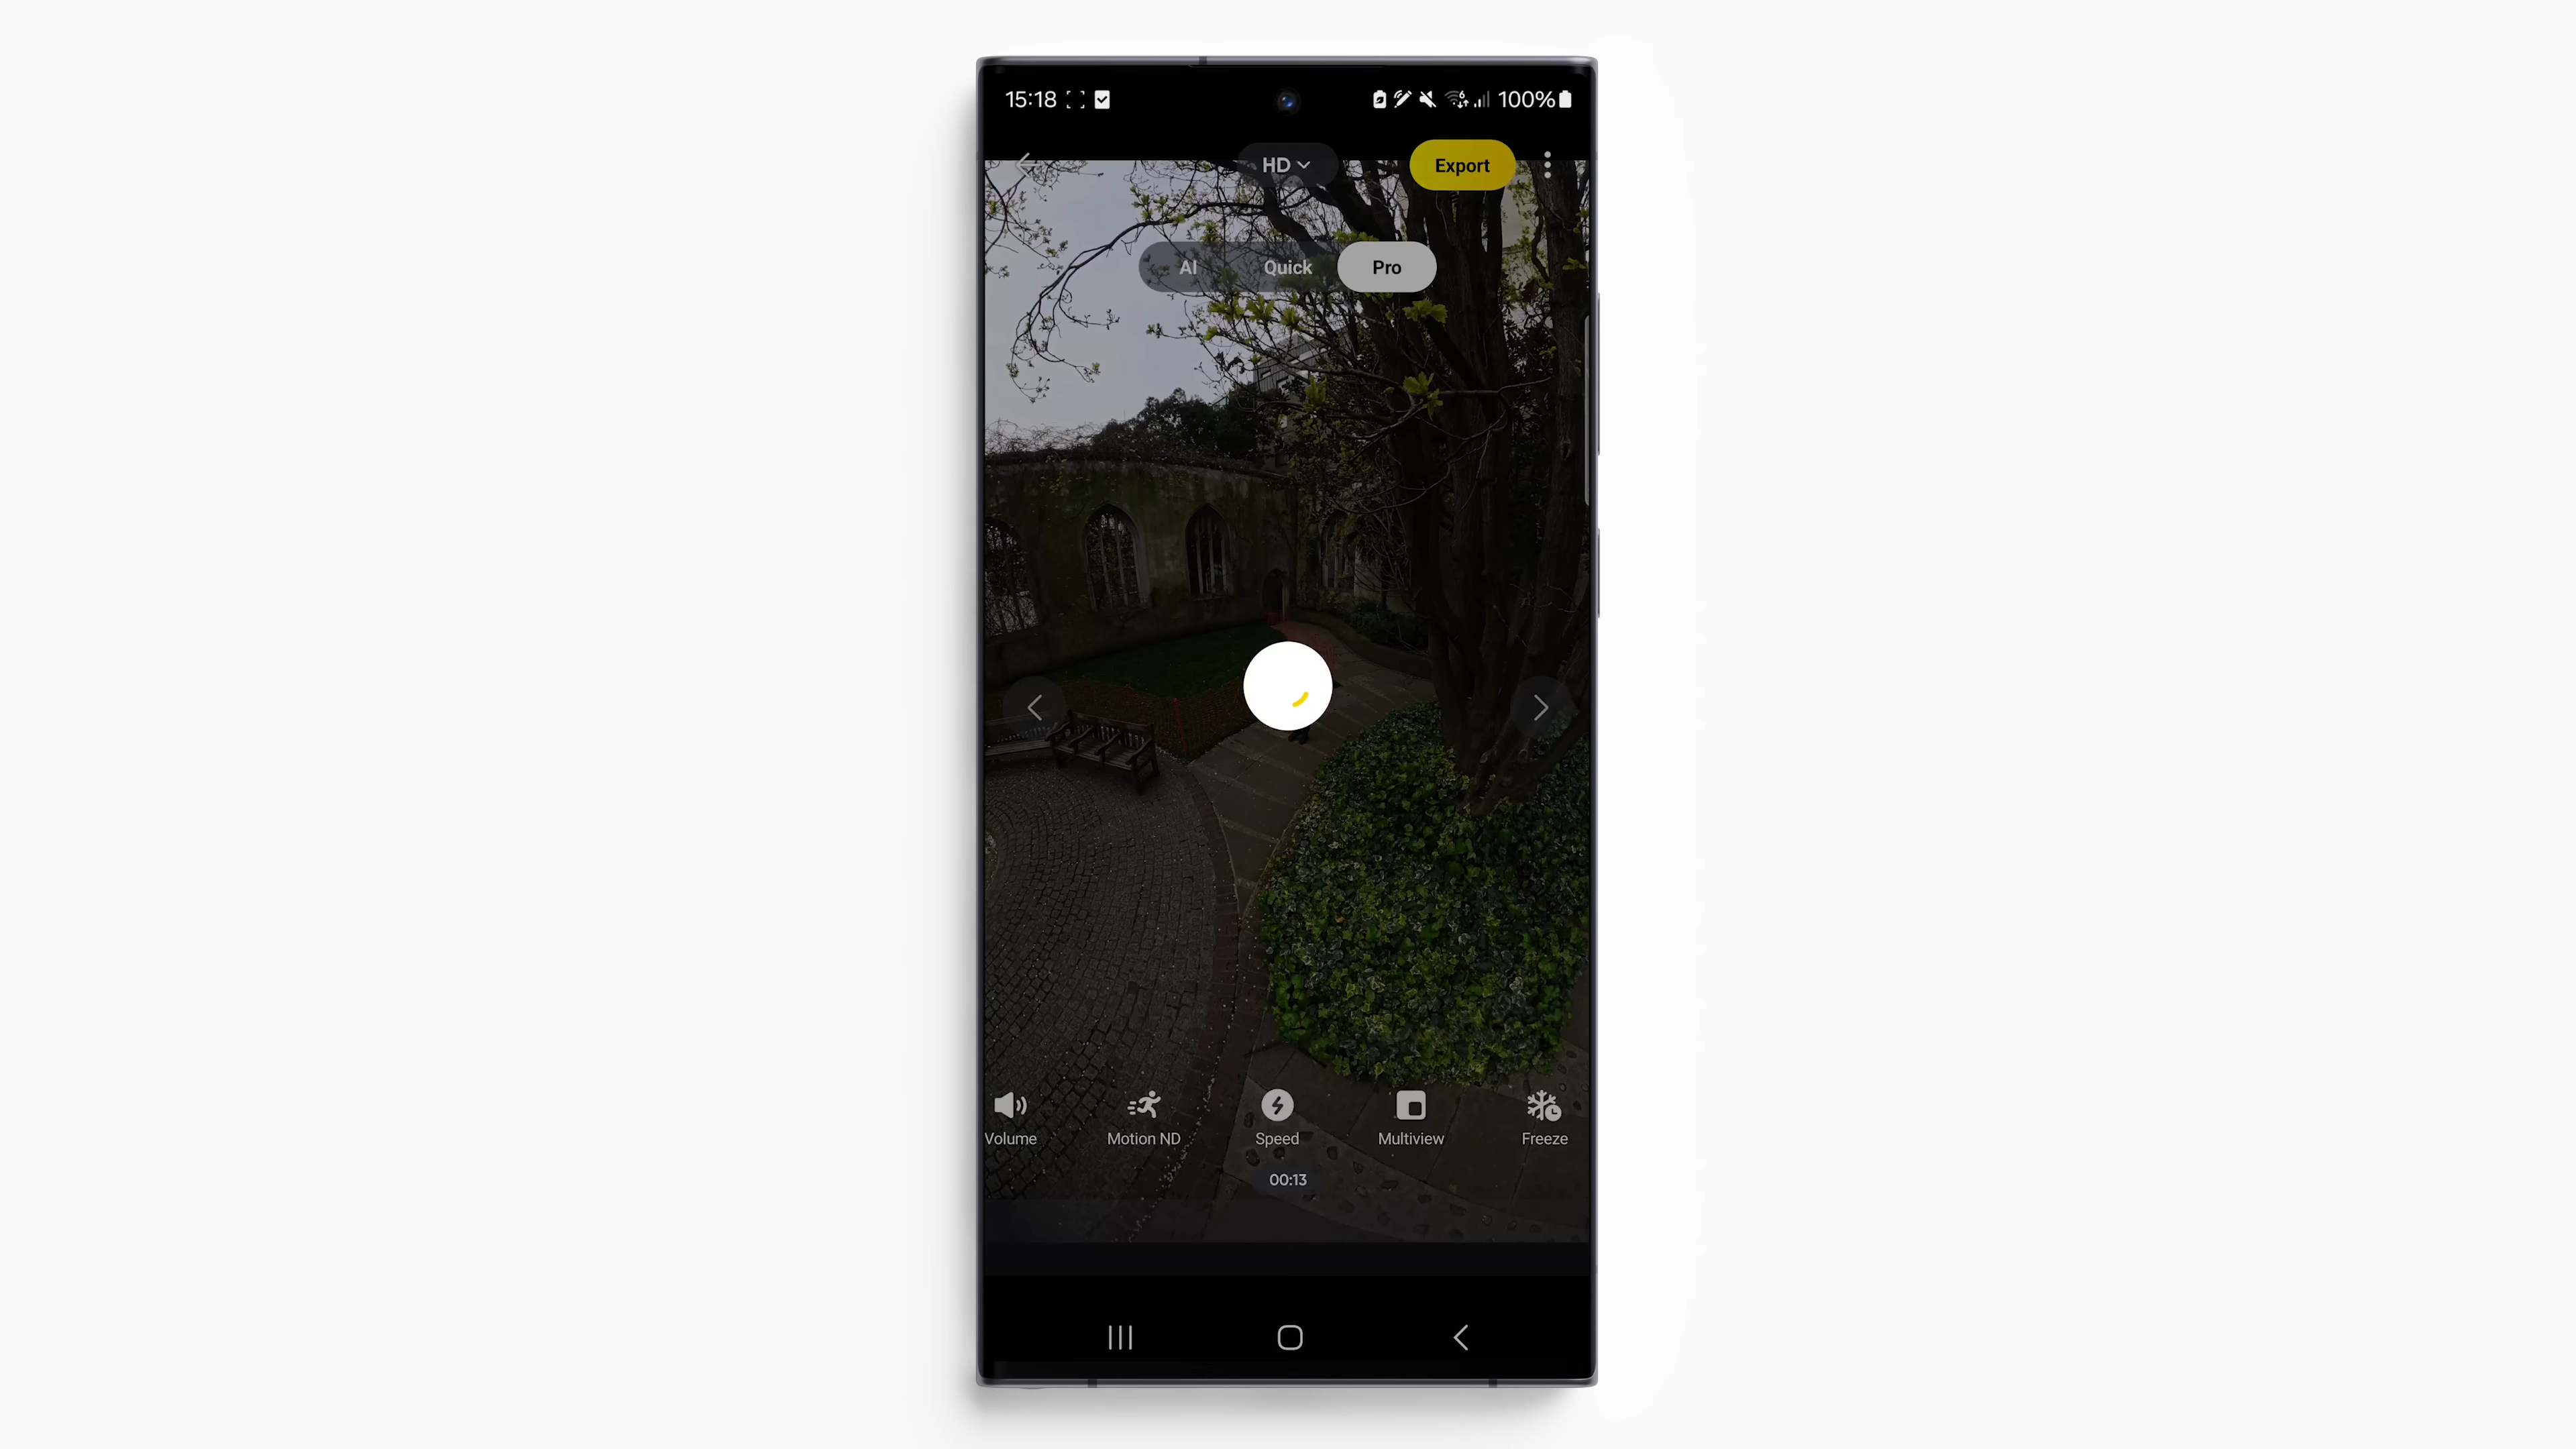 15:18 100%
HD Export
AI Quick Pro
Volume Motion ND Speed Multiview Freeze
00:13